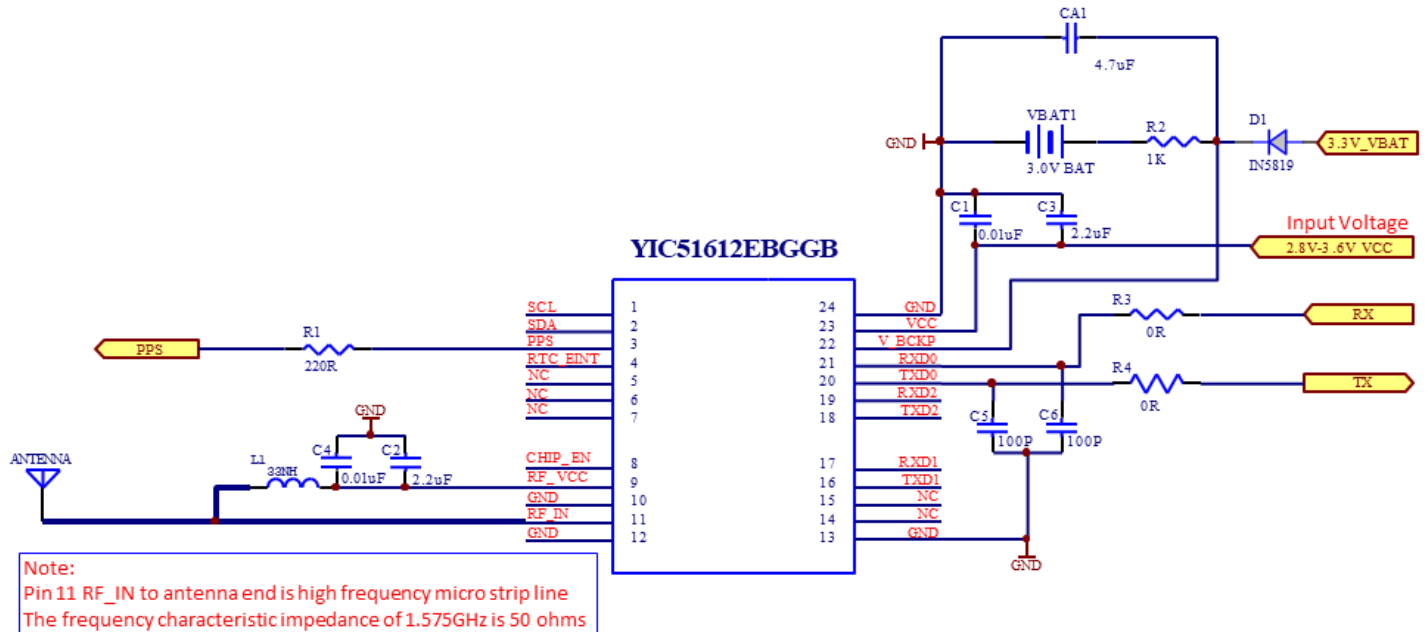 CA1
4.7uF
VBAT1
3.0V BAT
R2
1K
D1
IN5819
3.3V_VBAT
GND
C1
0.01uF
C3
2.2uF
Input Voltage
2.8V-3.6V VCC
YIC51612EBGGB
SCL 1
SDA 2
PPS 3
RTC_EINT 4
NC 5
NC 6
NC 7
CHIP_EN 8
RF_VCC 9
GND 10
RF_IN 11
GND 12
24 GND
23 VCC
22 V_BCKP
21 RXD0
20 TXD0
19 RXD2
18 TXD2
17 RXD1
16 TXD1
15 NC
14 NC
13 GND
PPS
R1
220R
R3
0R
RX
R4
0R
TX
C5
100P
C6
100P
GND
GND
C4
0.01uF
C2
2.2uF
L1
33NH
ANTENNA
Note:
Pin 11 RF_IN to antenna end is high frequency micro strip line
The frequency characteristic impedance of 1.575GHz is 50 ohms